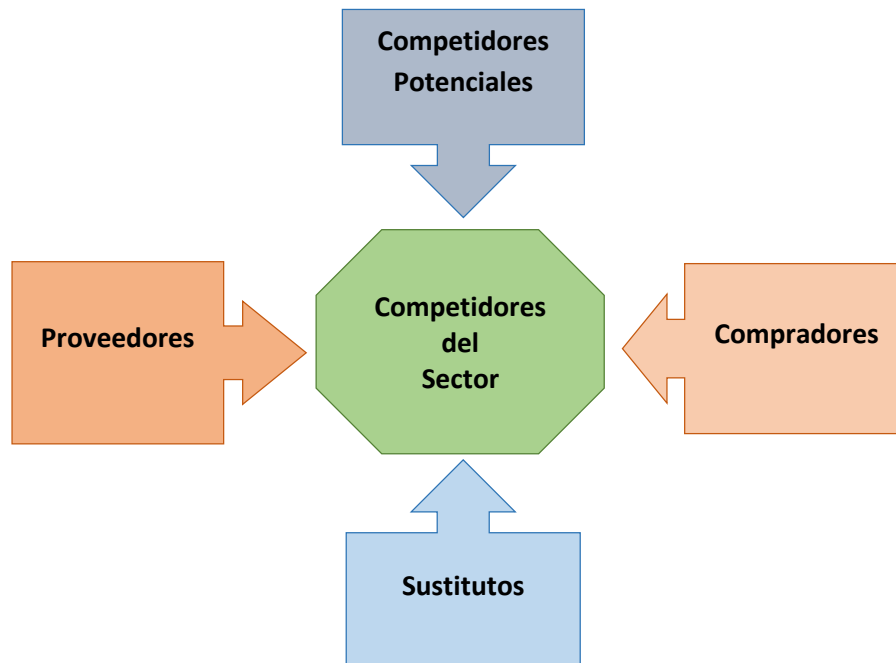 Competidores
Potenciales
Proveedores
Competidores
del
Sector
Compradores
Sustitutos